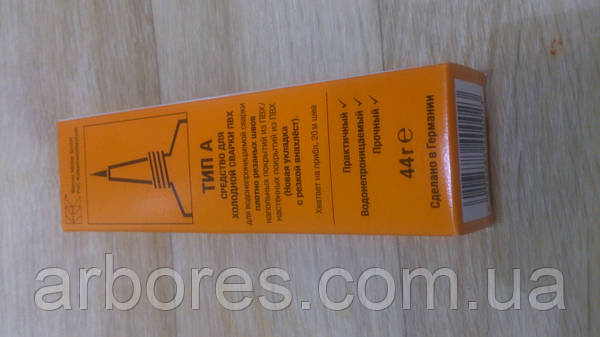 ТИП А
СРЕДСТВО ДЛЯ
ХОЛОДНОЙ СВАРКИ ПВХ
для водонепроницаемой сварки
плотно резаных швов
напольных покрытий из ПВХ/
настенных покрытий из ПВХ
(Новая укладка
с резкой внахлёст).
Хватает на прибл. 20 м шва
Практичный ✓
Водонепроницаемый ✓
Прочный ✓
44 г e
Сделано в Германии
arbores.com.ua